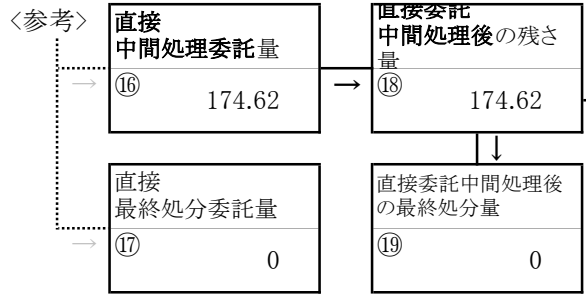 〈参考〉
直接
中間処理委託量
⑯
174.62
→
→
直接委託
中間処理後の残さ
量
⑱
174.62
↓
直接
最終処分委託量
⑰
0
→
直接委託中間処理後
の最終処分量
⑲
0